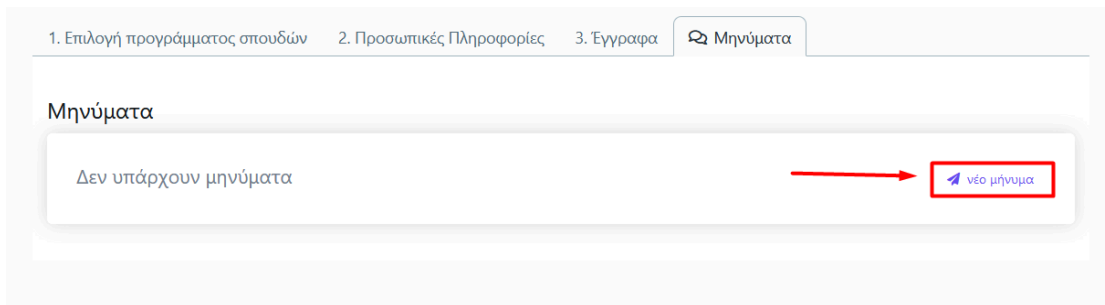 1. Επιλογή προγράμματος σπουδών 2. Προσωπικές Πληροφορίες 3. Έγγραφα Μηνύματα
Μηνύματα
Δεν υπάρχουν μηνύματα νέο μήνυμα